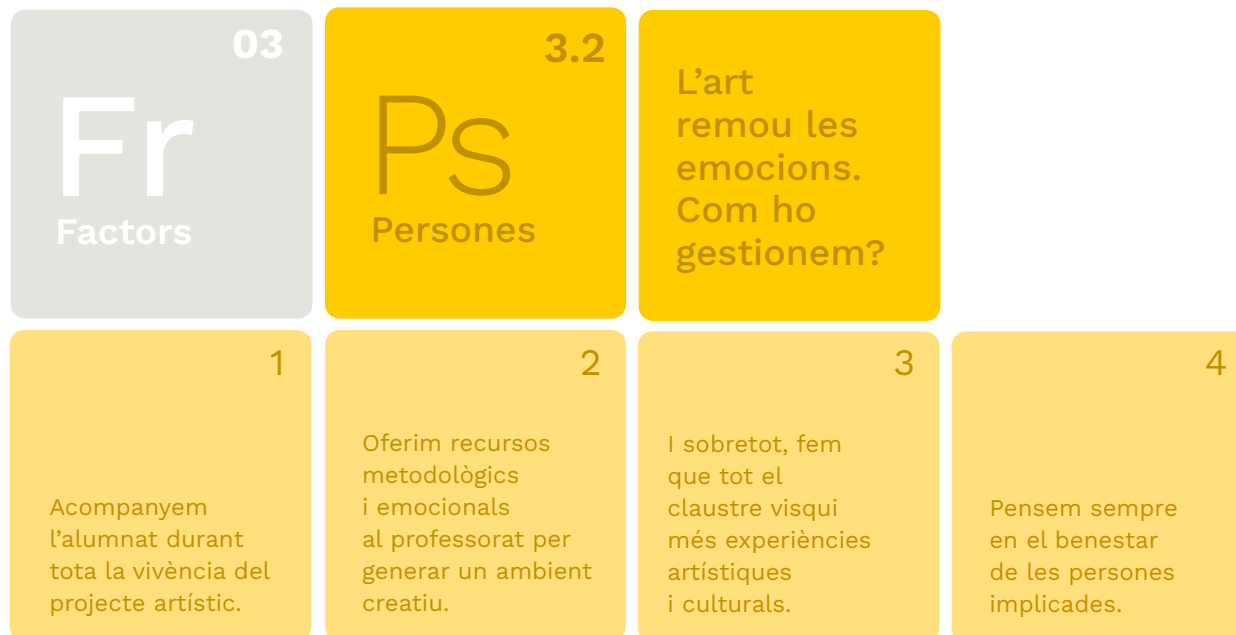 03
Fr
Factors
3.2
Ps
Persones
L’art
remou les
emocions.
Com ho
gestionem?
1
Acompanyem
l’alumnat durant
tota la vivència del
projecte artístic.
2
Oferim recursos
metodològics
i emocionals
al professorat per
generar un ambient
creatiu.
3
I sobretot, fem
que tot el
claustre visqui
més experiències
artístiques
i culturals.
4
Pensem sempre
en el benestar
de les persones
implicades.